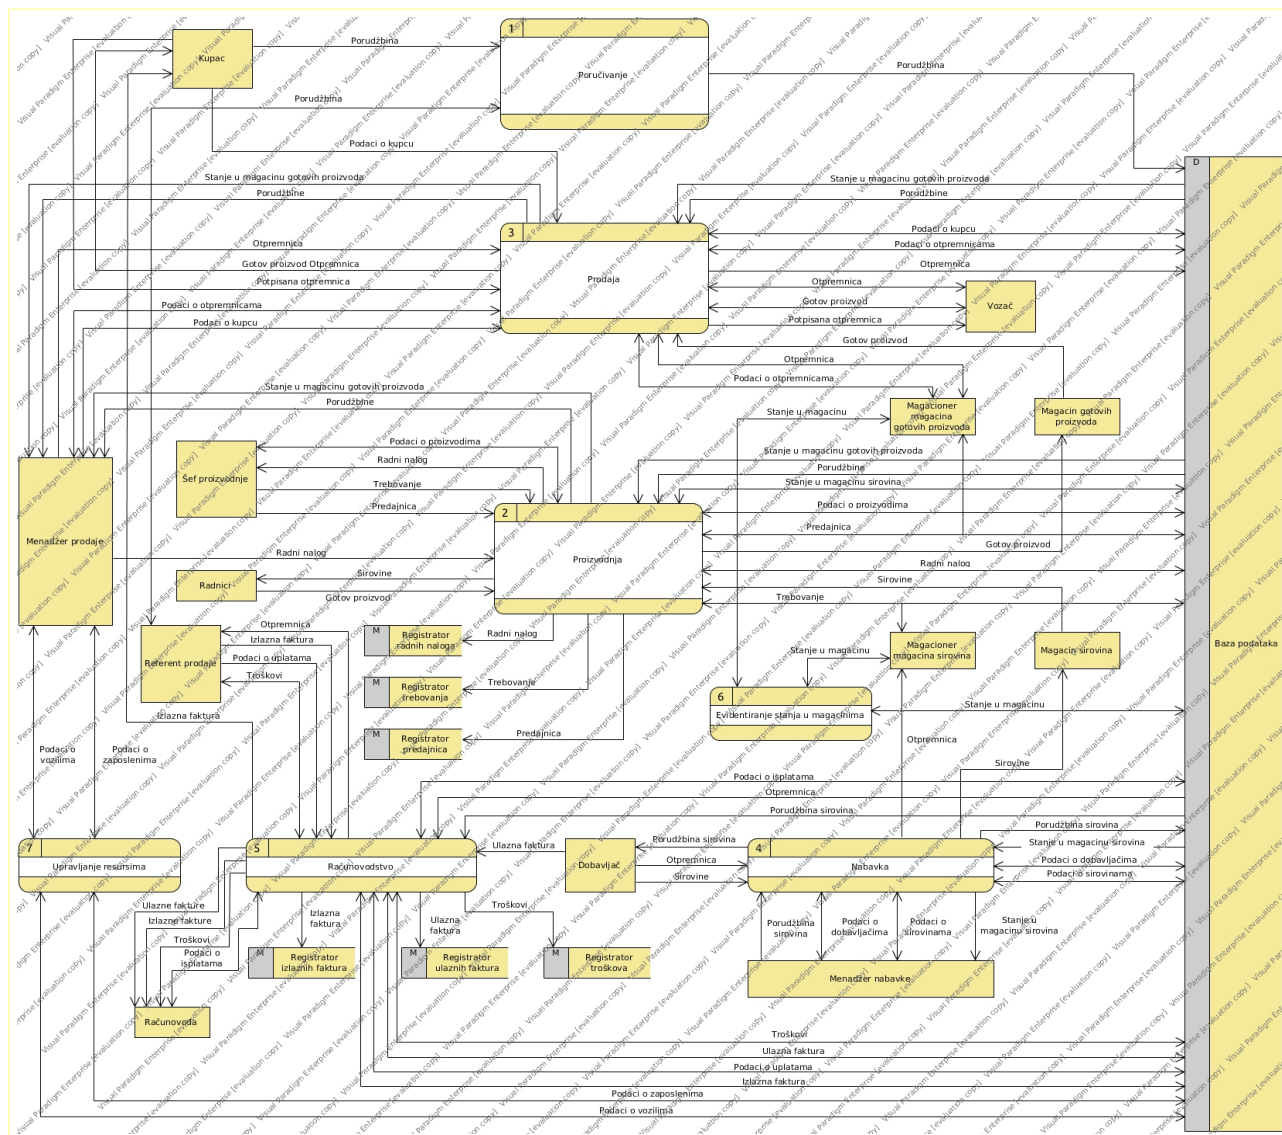 1
Kupac
Porudžbina
Poručivanje
Porudžbina
Porudžbina
Podaci o kupcu
D
Stanje u magacinu gotovih proizvoda
Porudžbine
Stanje u magacinu gotovih proizvoda
Porudžbine
3
Prodaja
Otpremnica
Gotov proizvod Otpremnica
Potpisana otpremnica
Podaci o otpremnicama
Podaci o kupcu
Podaci o kupcu
Podaci o otpremnicama
Otpremnica
Otpremnica
Gotov proizvod
Potpisana otpremnica
Vozač
Gotov proizvod
Otpremnica
Podaci o otpremnicama
Stanje u magacinu gotovih proizvoda
Porudžbine
Stanje u magacinu
Magacioner
magacina
gotovih proizvoda
Magacin gotovih
proizvoda
Podaci o proizvodima
Radni nalog
Šef proizvodnje
Trebovanje
Predajnica
Stanje u magacinu gotovih proizvoda
Porudžbine
Stanje u magacinu sirovina
2
Proizvodnja
Podaci o proizvodima
Predajnica
Gotov proizvod
Radni nalog
Sirovine
Trebovanje
Menadžer prodaje
Radni nalog
Radnici
Sirovine
Gotov proizvod
Otpremnica
Izlazna faktura
Podaci o uplatama
Troškovi
Referent prodaje
M
Registrator
radnih naloga
Radni nalog
M
Registrator
trebovanja
Trebovanje
M
Registrator
predajnica
Predajnica
Magacioner
magacina sirovina
Magacin sirovina
Baza podataka
Stanje u magacinu
6
Evidentiranje stanja u magacinima
Stanje u magacinu
Izlazna faktura
Podaci o
vozilima
Podaci o
zaposlenima
Otpremnica
Sirovine
Podaci o isplatama
Otpremnica
Porudžbina sirovina
7
Upravljanje resursima
5
Računovodstvo
Ulazna faktura
Dobavljač
Porudžbina sirovina
Otpremnica
Sirovine
4
Nabavka
Porudžbina sirovina
Stanje u magacinu sirovina
Podaci o dobavljačima
Podaci o sirovinama
Ulazne fakture
Izlazne fakture
Troškovi
Podaci o
isplatama
Izlazna
faktura
Ulazna
faktura
Troškovi
Porudžbina
sirovina
Podaci o
dobavljačima
Podaci o
sirovinama
Stanje u
magacinu sirovina
M
Registrator
izlaznih faktura
M
Registrator
ulaznih faktura
M
Registrator
troškova
Menadžer nabavke
Računovođa
Troškovi
Ulazna faktura
Podaci o uplatama
Izlazna faktura
Podaci o zaposlenima
Podaci o vozilima
Visual Paradigm Enterprise [evaluation copy]